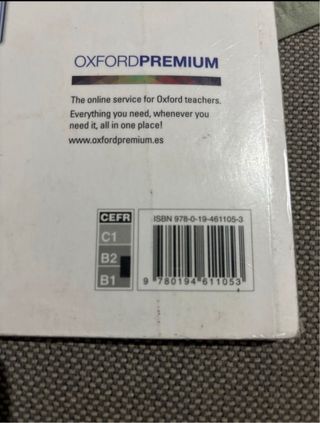 OXFORDPREMIUM
The online service for Oxford teachers.
Everything you need, whenever you
need it, all in one place!
www.oxfordpremium.es
CEFR
C1
B2
B1
ISBN 978-0-19-461105-3
9 780194 611053